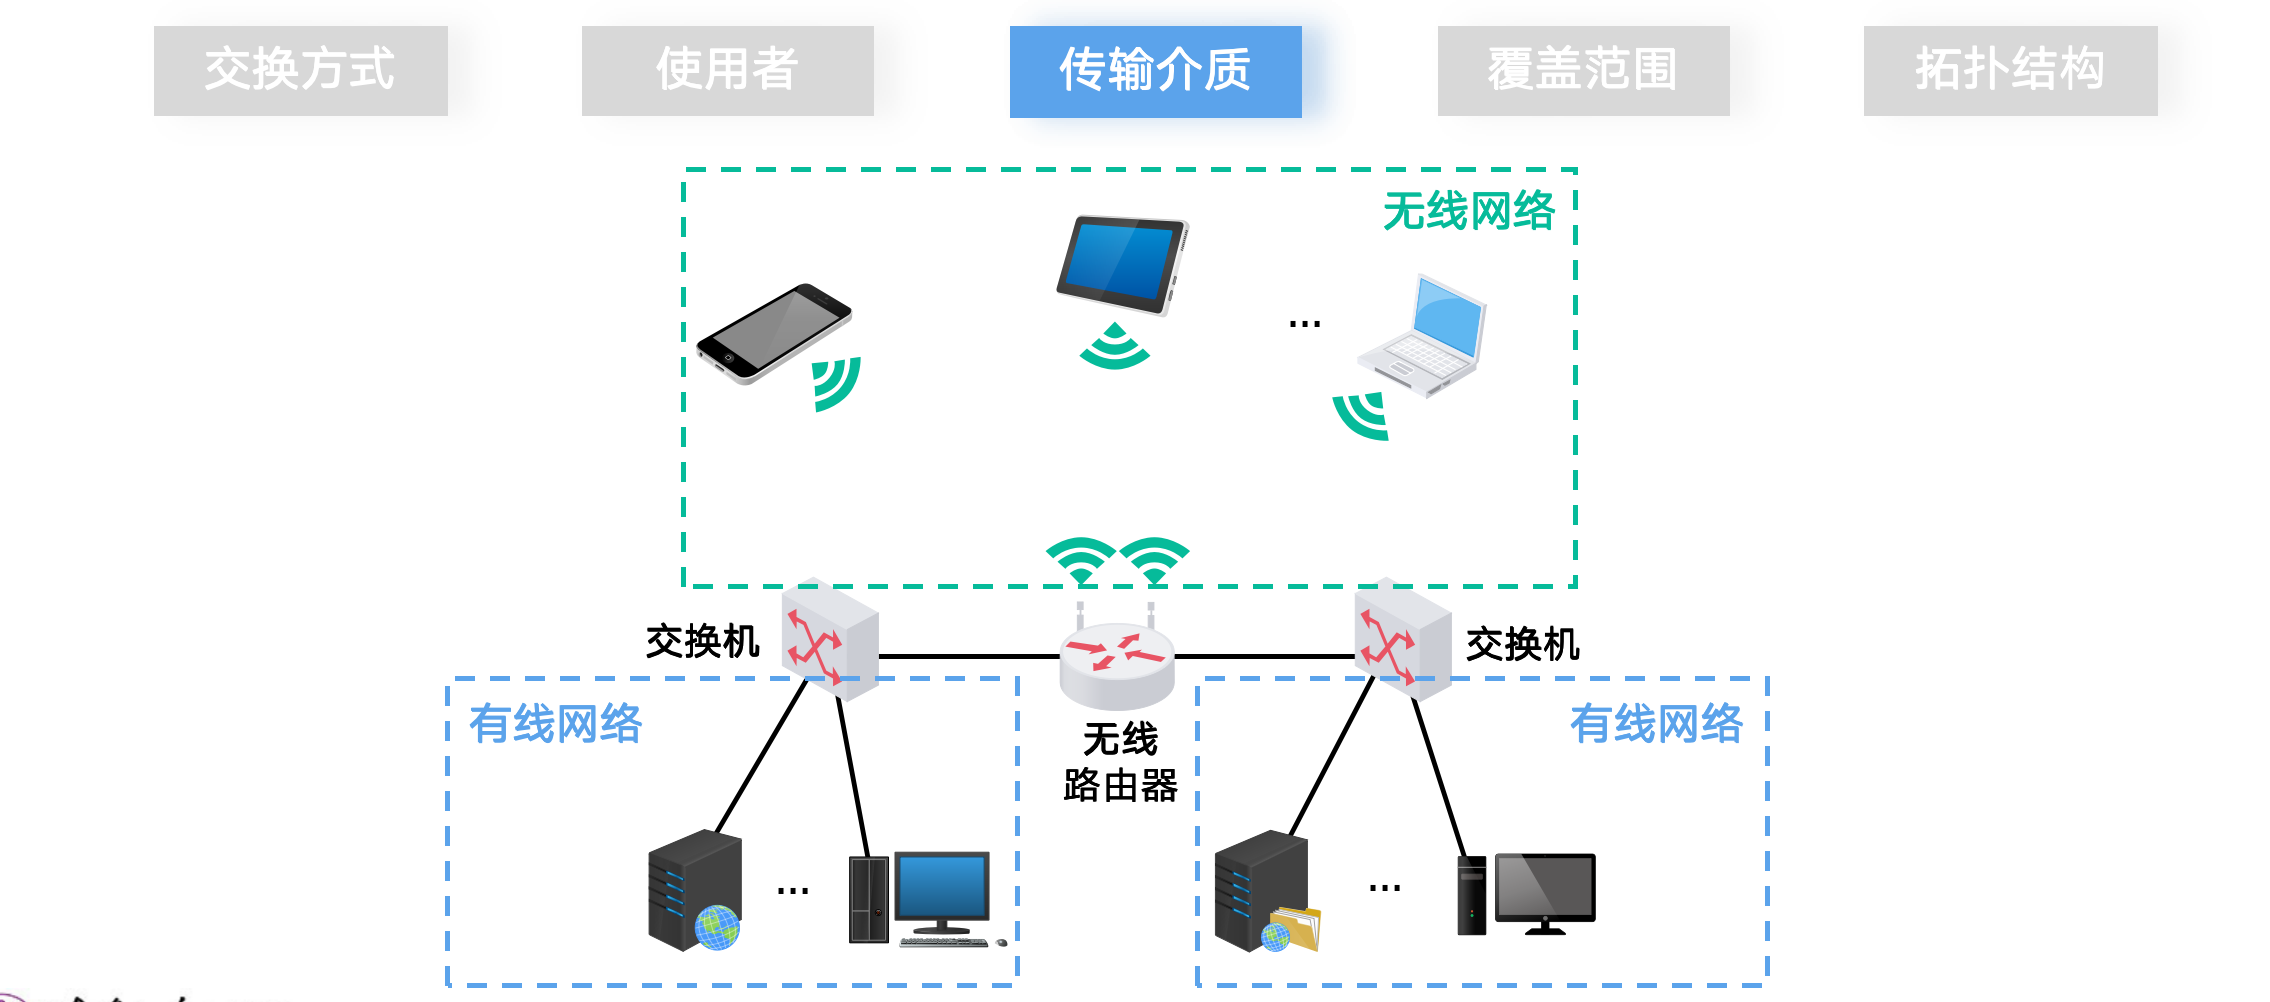 交换方式
使用者
传输介质
覆盖范围
拓扑结构
无线网络
...
交换机
交换机
有线网络
无线
路由器
有线网络
...
...